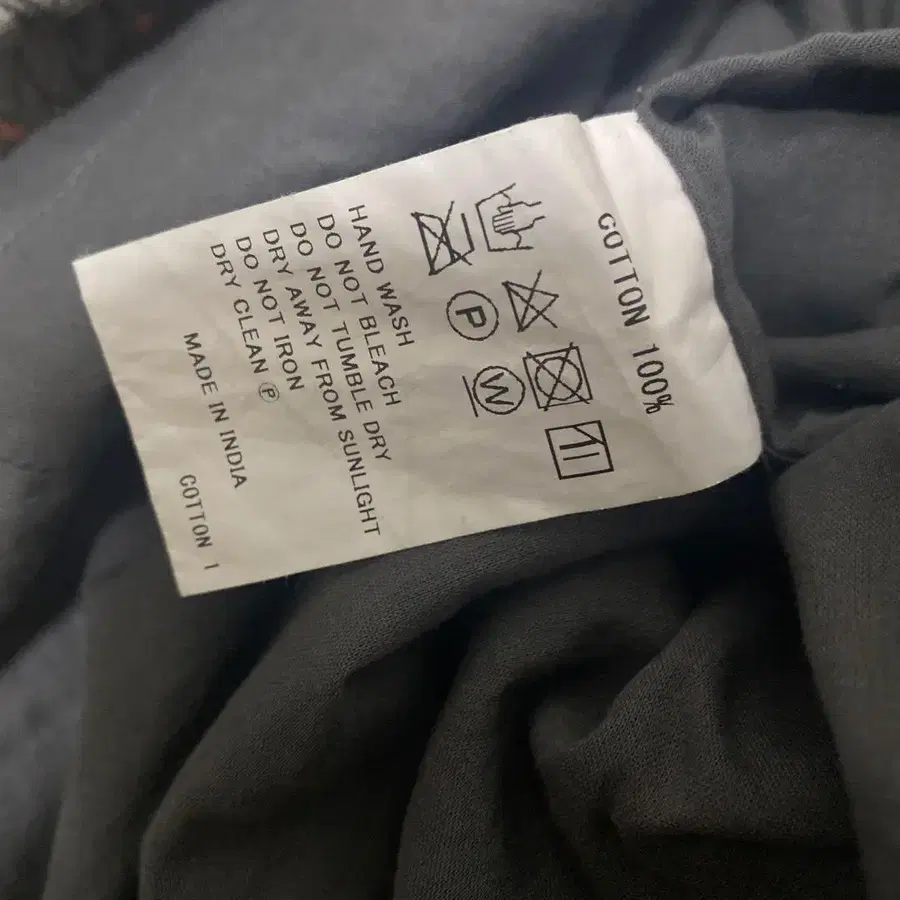 COTTON 100%
P
W
HAND WASH
DO NOT BLEACH
DO NOT TUMBLE DRY
DRY AWAY FROM SUNLIGHT
DO NOT IRON
DRY CLEAN Ⓟ
MADE IN INDIA
COTTON 1